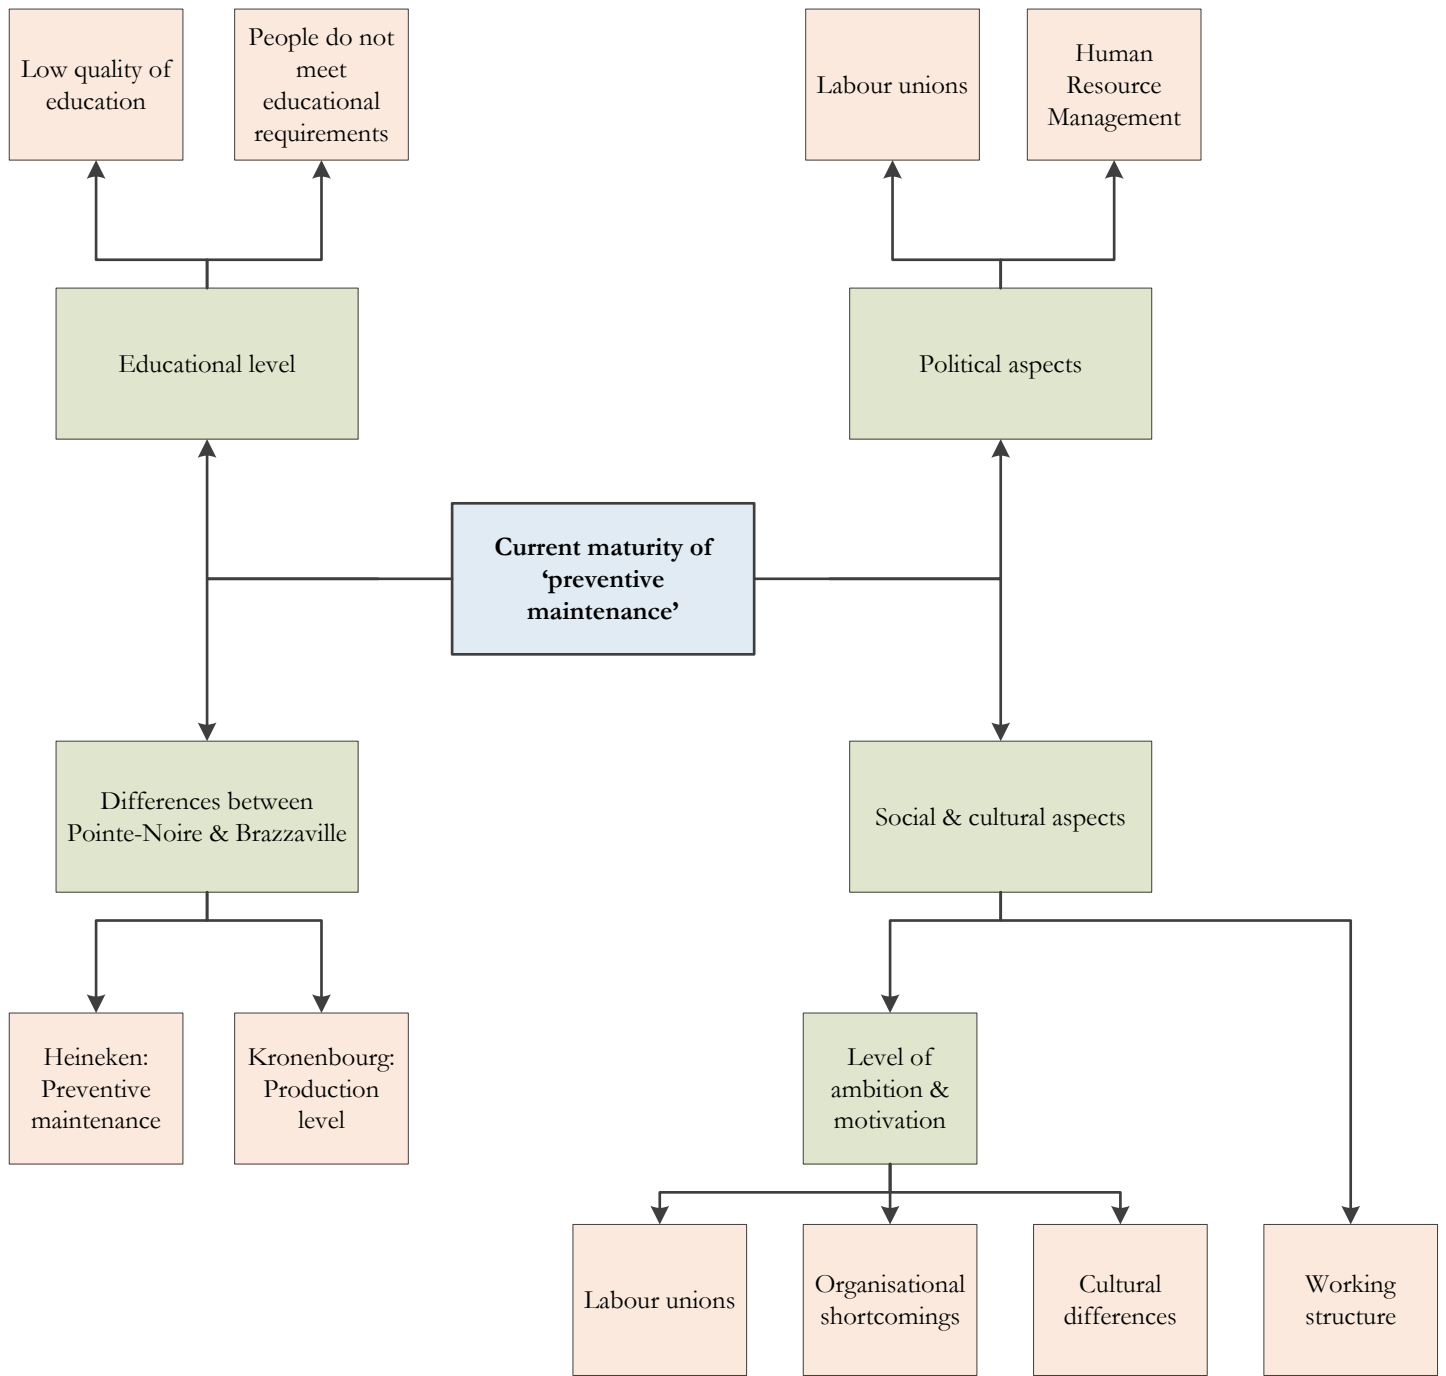 Low quality of
education
People do not
meet
educational
requirements
Labour unions
Human
Resource
Management
Educational level
Political aspects
Current maturity of
‘preventive
maintenance’
Differences between
Pointe-Noire & Brazzaville
Social & cultural aspects
Heineken:
Preventive
maintenance
Kronenbourg:
Production
level
Level of
ambition &
motivation
Labour unions
Organisational
shortcomings
Cultural
differences
Working
structure